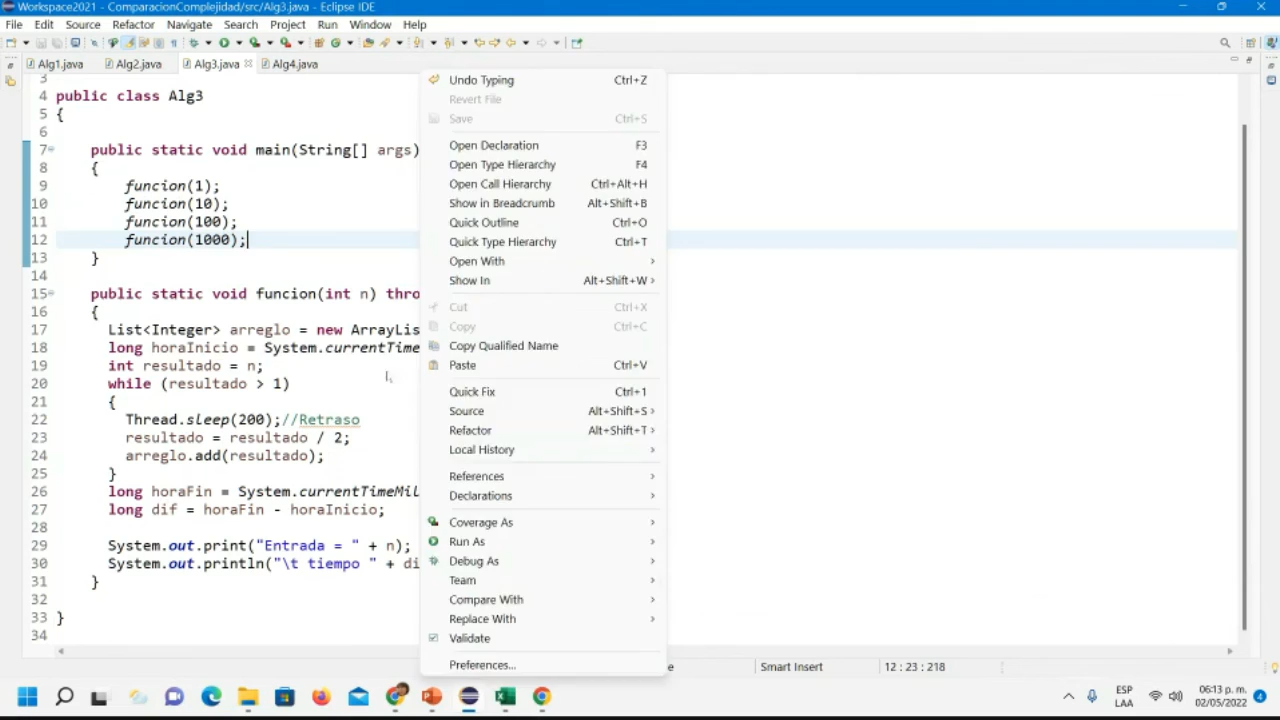 Workspace2021 - ComparacionComplejidad/src/Alg3.java - Eclipse IDE
File Edit Source Refactor Navigate Search Project Run Window Help
Alg1.java Alg2.java Alg3.java Alg4.java
3
4 public class Alg3
5 {
6
7 public static void main(String[] args)
8 {
9 funcion(1);
10 funcion(10);
11 funcion(100);
12 funcion(1000);
13 }
14
15 public static void funcion(int n) thro
16 {
17 List<Integer> arreglo = new ArrayLis
18 long horaInicio = System.currentTime
19 int resultado = n;
20 while (resultado > 1)
21 {
22 Thread.sleep(200);//Retraso
23 resultado = resultado / 2;
24 arreglo.add(resultado);
25 }
26 long horaFin = System.currentTimeMil
27 long dif = horaFin - horaInicio;
28
29 System.out.print("Entrada = " + n);
30 System.out.println("\t tiempo " + di
31 }
32
33 }
34
Undo Typing Ctrl+Z
Revert File
Save Ctrl+S
Open Declaration F3
Open Type Hierarchy F4
Open Call Hierarchy Ctrl+Alt+H
Show in Breadcrumb Alt+Shift+B
Quick Outline Ctrl+O
Quick Type Hierarchy Ctrl+T
Open With
Show In Alt+Shift+W
Cut Ctrl+X
Copy Ctrl+C
Copy Qualified Name
Paste Ctrl+V
Quick Fix Ctrl+1
Source Alt+Shift+S
Refactor Alt+Shift+T
Local History
References
Declarations
Coverage As
Run As
Debug As
Team
Compare With
Replace With
Validate
Preferences...
e Smart Insert 12 : 23 : 218
ESP
LAA
06:13 p. m.
02/05/2022
4